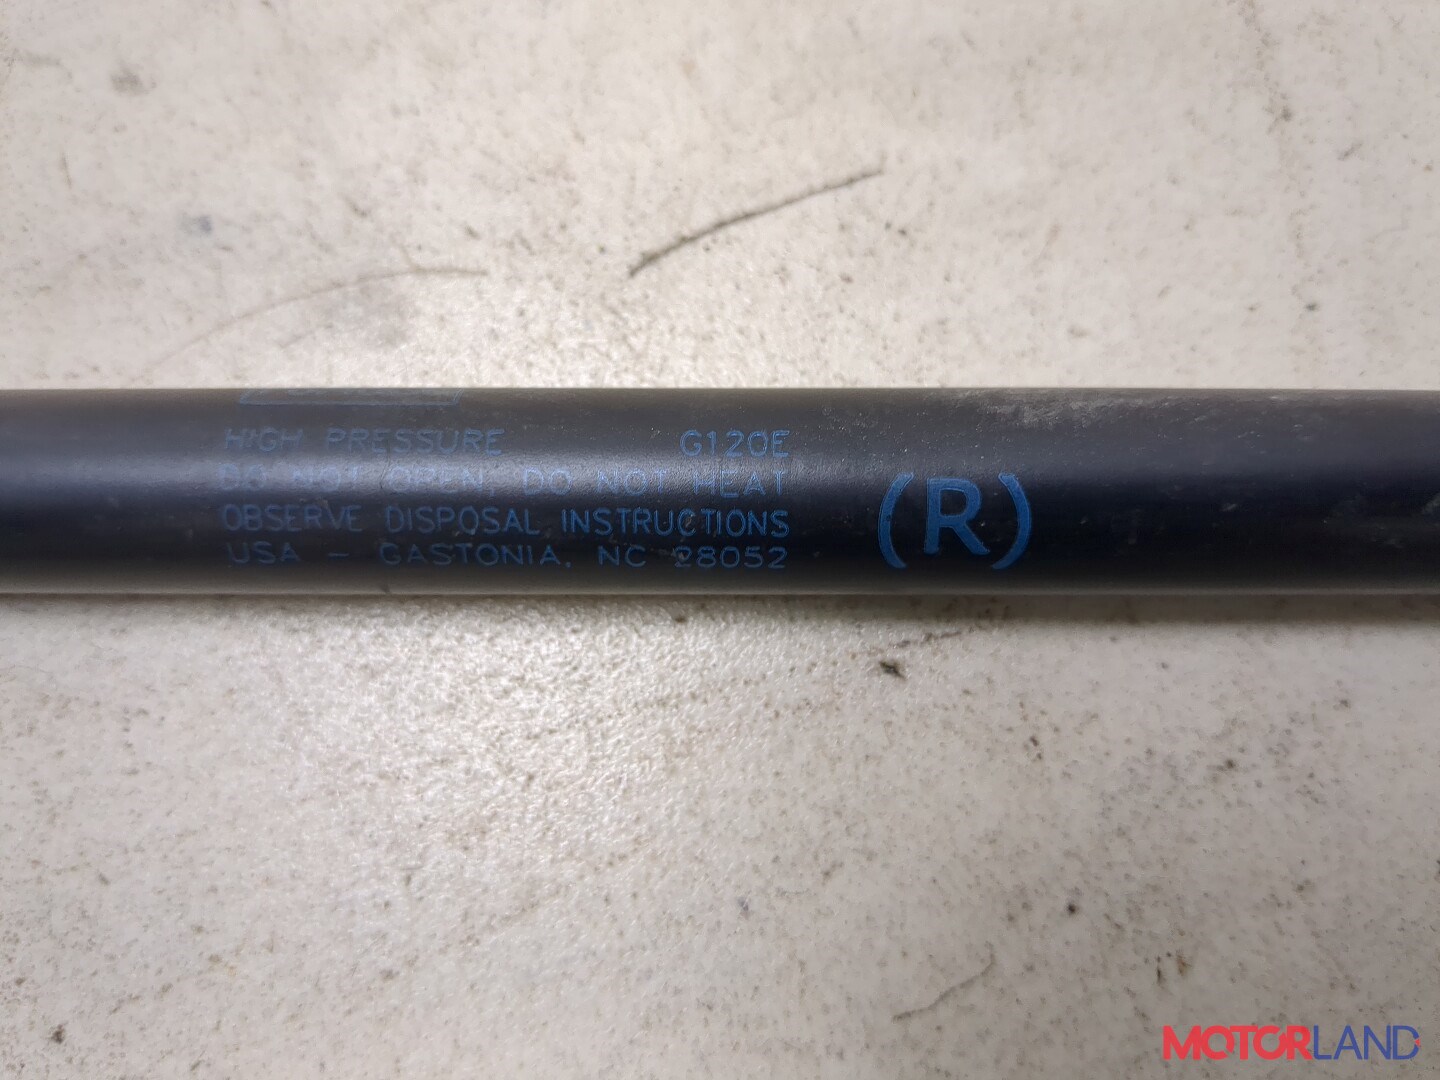 HIGH PRESSURE G120E
DO NOT OPEN, DO NOT HEAT
OBSERVE DISPOSAL INSTRUCTIONS
USA - GASTONIA, NC 28052
(R)
MOTORLAND